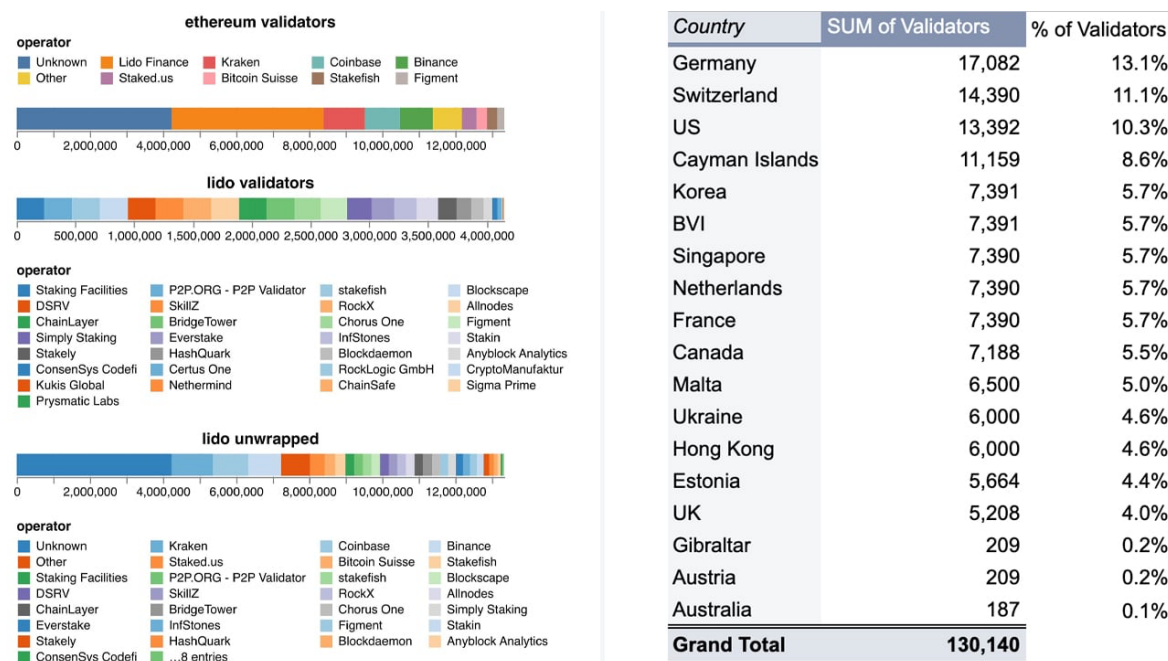 ethereum validators
operator
Unknown Lido Finance Kraken Coinbase Binance
Other Staked.us Bitcoin Suisse Stakefish Figment
0 2,000,000 4,000,000 6,000,000 8,000,000 10,000,000 12,000,000
lido validators
0 500,000 1,000,000 1,500,000 2,000,000 2,500,000 3,000,000 3,500,000 4,000,000
operator
Staking Facilities P2P.ORG - P2P Validator stakefish Blockscape
DSRV SkillZ RockX Allnodes
ChainLayer BridgeTower Chorus One Figment
Simply Staking Everstake InfStones Stakin
Stakely HashQuark Blockdaemon Anyblock Analytics
ConsenSys Codefi Certus One RockLogic GmbH CryptoManufaktur
Kukis Global Nethermind ChainSafe Sigma Prime
Prysmatic Labs
lido unwrapped
0 2,000,000 4,000,000 6,000,000 8,000,000 10,000,000 12,000,000
operator
Unknown Kraken Coinbase Binance
Other Staked.us Bitcoin Suisse Stakefish
Staking Facilities P2P.ORG - P2P Validator stakefish Blockscape
DSRV SkillZ RockX Allnodes
ChainLayer BridgeTower Chorus One Simply Staking
Everstake InfStones Figment Stakin
Stakely HashQuark Blockdaemon Anyblock Analytics
ConsenSys Codefi ...8 entries
Country SUM of Validators % of Validators
Germany 17,082 13.1%
Switzerland 14,390 11.1%
US 13,392 10.3%
Cayman Islands 11,159 8.6%
Korea 7,391 5.7%
BVI 7,391 5.7%
Singapore 7,390 5.7%
Netherlands 7,390 5.7%
France 7,390 5.7%
Canada 7,188 5.5%
Malta 6,500 5.0%
Ukraine 6,000 4.6%
Hong Kong 6,000 4.6%
Estonia 5,664 4.4%
UK 5,208 4.0%
Gibraltar 209 0.2%
Austria 209 0.2%
Australia 187 0.1%
Grand Total 130,140